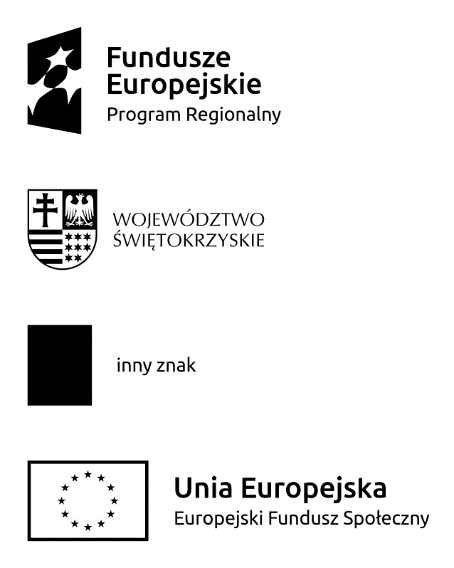 Fundusze
Europejskie
Program Regionalny
WOJEWÓDZTWO
ŚWIĘTOKRZYSKIE
inny znak
Unia Europejska
Europejski Fundusz Społeczny